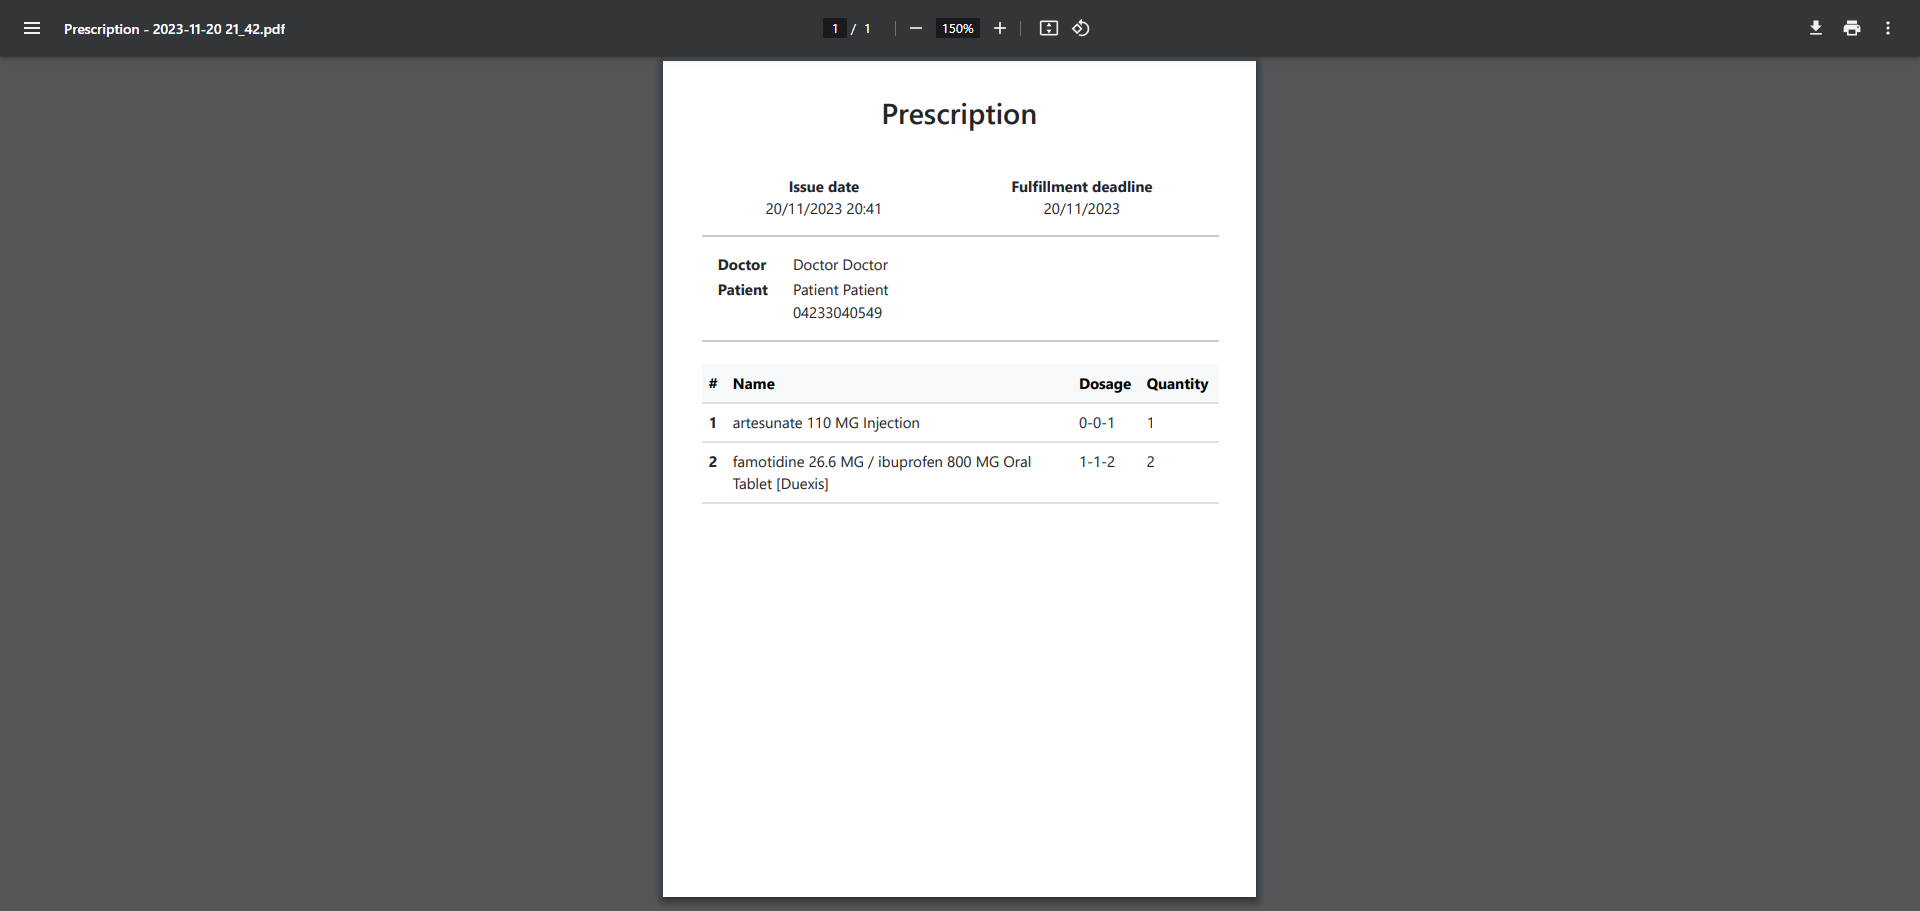 Prescription - 2023-11-20 21_42.pdf
1 / 1
150%
Prescription
Issue date Fulfillment deadline
20/11/2023 20:41 20/11/2023
Doctor Doctor Doctor
Patient Patient Patient
04233040549
# Name Dosage Quantity
1 artesunate 110 MG Injection 0-0-1 1
2 famotidine 26.6 MG / ibuprofen 800 MG Oral 1-1-2 2
Tablet [Duexis]